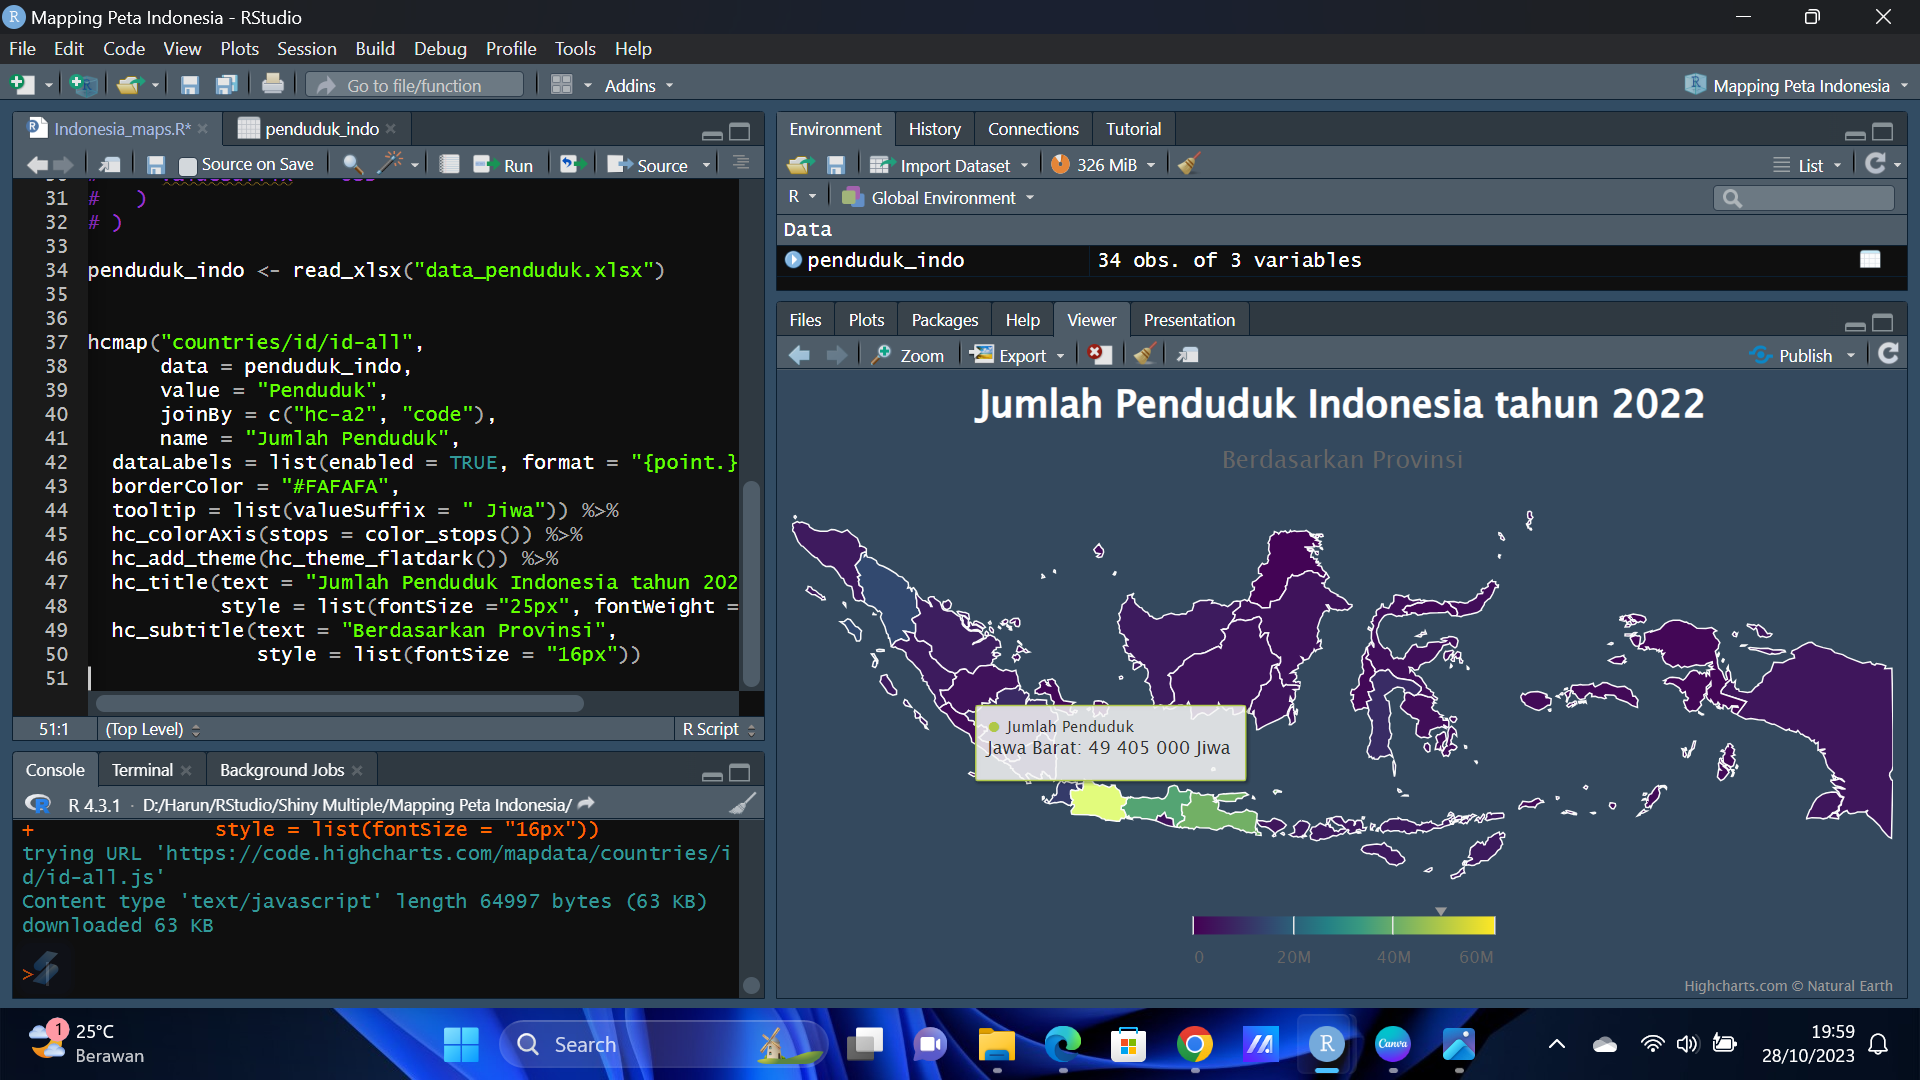 Mapping Peta Indonesia - RStudio
File Edit Code View Plots Session Build Debug Profile Tools Help
Go to file/function
Addins
Mapping Peta Indonesia
Indonesia_maps.R*
penduduk_indo
Source on Save
Run
Source
31 #   )
32 # )
33
34 penduduk_indo <- read_xlsx("data_penduduk.xlsx")
35
36
37 hcmap("countries/id/id-all",
38       data = penduduk_indo,
39       value = "Penduduk",
40       joinBy = c("hc-a2", "code"),
41       name = "Jumlah Penduduk",
42   dataLabels = list(enabled = TRUE, format = "{point.}
43   borderColor = "#FAFAFA",
44   tooltip = list(valueSuffix = " Jiwa")) %>%
45   hc_colorAxis(stops = color_stops()) %>%
46   hc_add_theme(hc_theme_flatdark()) %>%
47   hc_title(text = "Jumlah Penduduk Indonesia tahun 202
48            style = list(fontSize ="25px", fontWeight =
49   hc_subtitle(text = "Berdasarkan Provinsi",
50               style = list(fontSize = "16px"))
51
51:1
(Top Level)
R Script
Console
Terminal
Background Jobs
R 4.3.1 · D:/Harun/RStudio/Shiny Multiple/Mapping Peta Indonesia/
+               style = list(fontSize = "16px"))
trying URL 'https://code.highcharts.com/mapdata/countries/i
d/id-all.js'
Content type 'text/javascript' length 64997 bytes (63 KB)
downloaded 63 KB
>
Environment
History
Connections
Tutorial
Import Dataset
326 MiB
List
R
Global Environment
Data
penduduk_indo
34 obs. of 3 variables
Files
Plots
Packages
Help
Viewer
Presentation
Zoom
Export
Publish
Jumlah Penduduk Indonesia tahun 2022
Berdasarkan Provinsi
Jumlah Penduduk
Jawa Barat: 49 405 000 Jiwa
0 20M 40M 60M
Highcharts.com © Natural Earth
1
25°C
Berawan
Search
Canva
19:59
28/10/2023